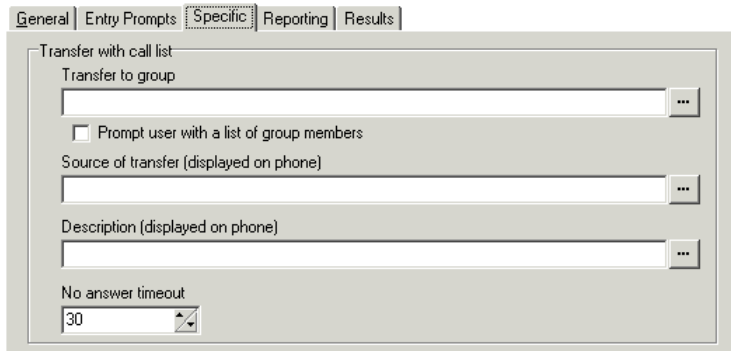 General Entry Prompts Specific Reporting Results
Transfer with call list
Transfer to group
...
Prompt user with a list of group members
Source of transfer (displayed on phone)
...
Description (displayed on phone)
...
No answer timeout
30